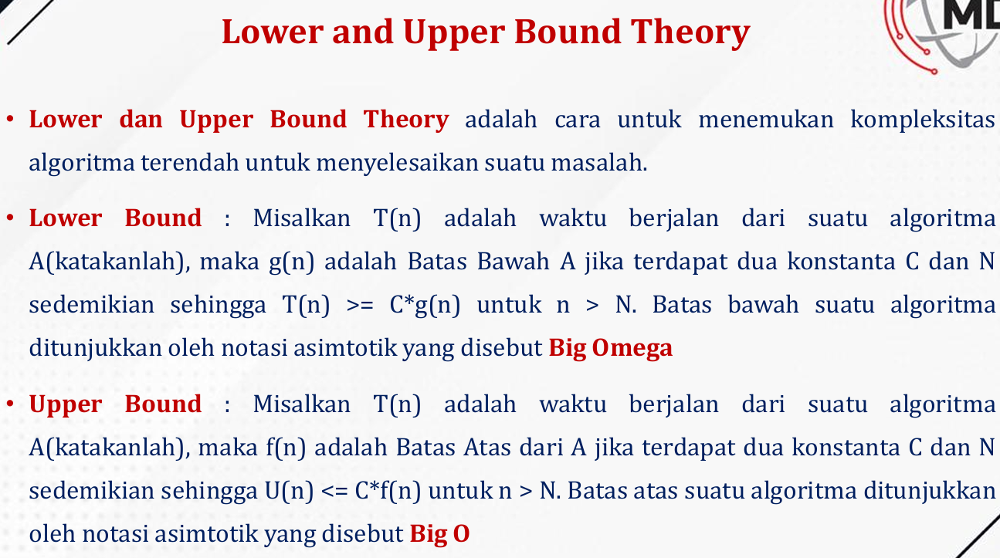 Lower and Upper Bound Theory
• Lower dan Upper Bound Theory adalah cara untuk menemukan kompleksitas
algoritma terendah untuk menyelesaikan suatu masalah.
• Lower Bound : Misalkan T(n) adalah waktu berjalan dari suatu algoritma
A(katakanlah), maka g(n) adalah Batas Bawah A jika terdapat dua konstanta C dan N
sedemikian sehingga T(n) >= C*g(n) untuk n > N. Batas bawah suatu algoritma
ditunjukkan oleh notasi asimtotik yang disebut Big Omega
• Upper Bound : Misalkan T(n) adalah waktu berjalan dari suatu algoritma
A(katakanlah), maka f(n) adalah Batas Atas dari A jika terdapat dua konstanta C dan N
sedemikian sehingga U(n) <= C*f(n) untuk n > N. Batas atas suatu algoritma ditunjukkan
oleh notasi asimtotik yang disebut Big O